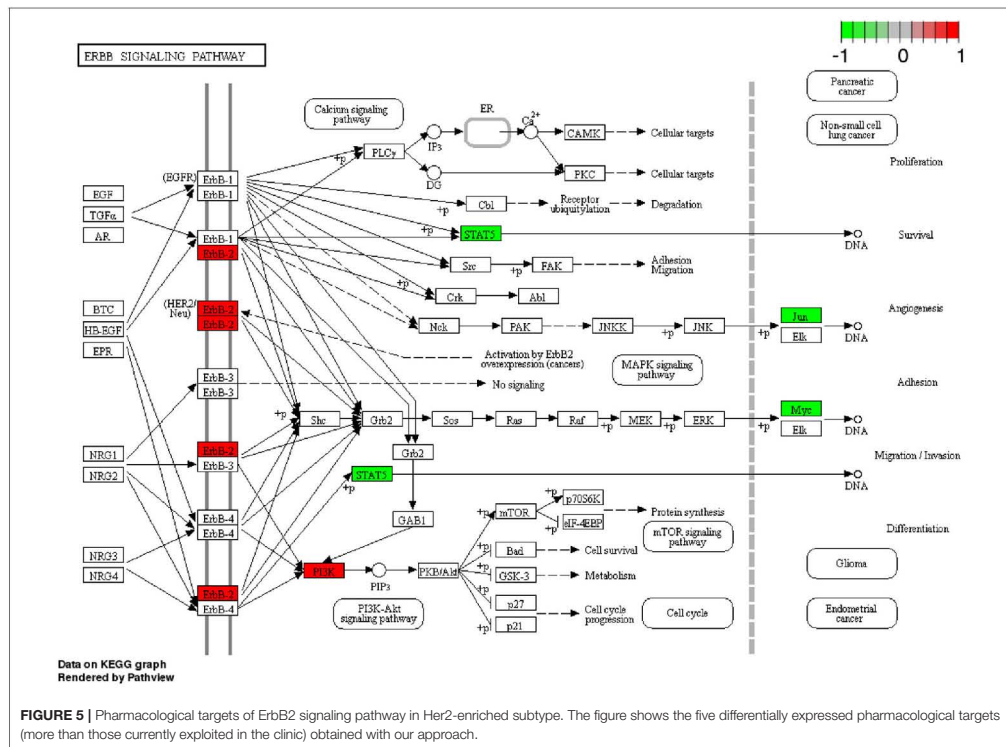 ERBB SIGNALING PATHWAY
-1 0 1
Pancreatic
cancer
Non-small cell
lung cancer
Calcium signaling
pathway
ER
Ca2+
IP3
CAMK
Cellular targets
PLCγ
+p
DG
PKC
Cellular targets
(EGFR)
ErbB-1
ErbB-1
Proliferation
EGF
TGFα
AR
+p
Cbl
Receptor
ubiquitylation
Degradation
ErbB-1
ErbB-2
+p
STAT5
DNA
Survival
Src
+p
FAK
Adhesion
Migration
Crk
Abl
BTC
HB-EGF
EPR
(HER2/
Neu)
ErbB-2
ErbB-2
Nck
PAK
JNKK
+p
JNK
+p
Jun
Elk
DNA
Angiogenesis
Activation by ErbB2
overexpression (cancers)
MAPK signaling
pathway
ErbB-3
ErbB-3
No signaling
Adhesion
+p
Shc
Grb2
Sos
Ras
Raf
+p
MEK
+p
ERK
+p
Myc
Elk
DNA
NRG1
NRG2
ErbB-2
ErbB-3
Grb2
Migration / Invasion
STAT5
+p
DNA
ErbB-4
ErbB-4
GAB1
mTOR
+p
+p
+p
p70S6K
eIF-4EBP
Protein synthesis
mTOR signaling
pathway
Differentiation
NRG3
NRG4
PI3K
PIP3
PKB/Akt
+p
Bad
Cell survival
+p
GSK-3
Metabolism
Glioma
ErbB-2
ErbB-4
PI3K-Akt
signaling pathway
+p
p27
+p
p21
Cell cycle
progression
Cell cycle
Endometrial
cancer
Data on KEGG graph
Rendered by Pathview
FIGURE 5 | Pharmacological targets of ErbB2 signaling pathway in Her2-enriched subtype. The figure shows the five differentially expressed pharmacological targets
(more than those currently exploited in the clinic) obtained with our approach.